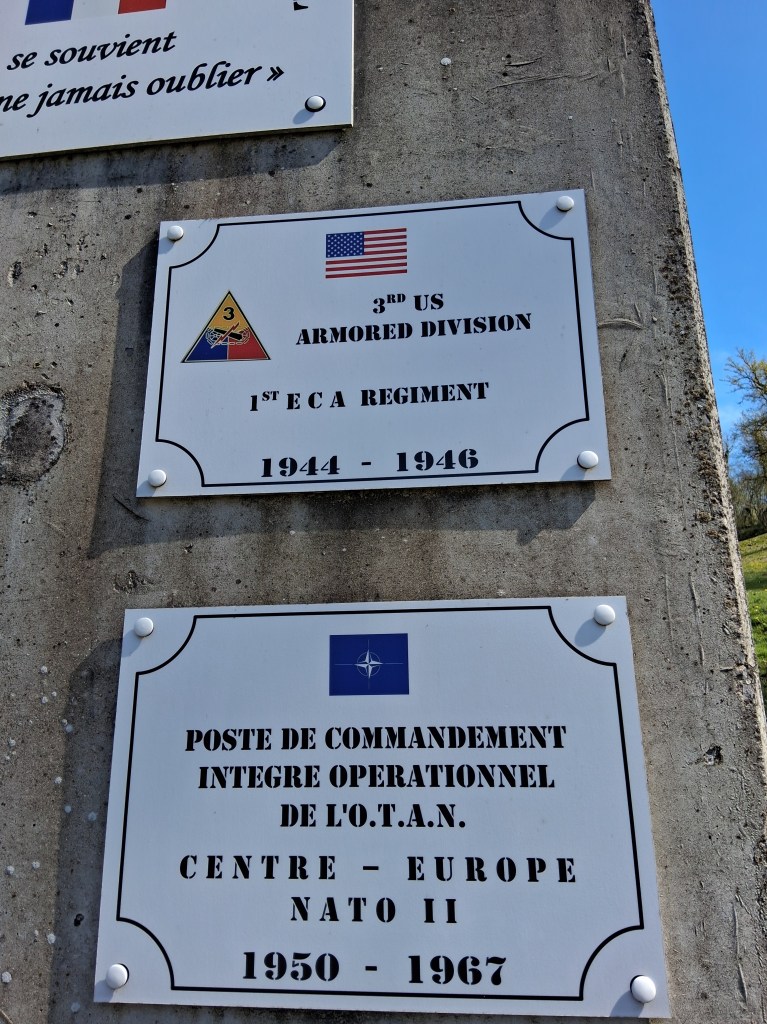 se souvient
ne jamais oublier »
3RD US
ARMORED DIVISION
3
1ST E C A REGIMENT
1944 - 1946
POSTE DE COMMANDEMENT
INTEGRE OPERATIONNEL
DE L'O.T.A.N.
CENTRE - EUROPE
NATO II
1950 - 1967